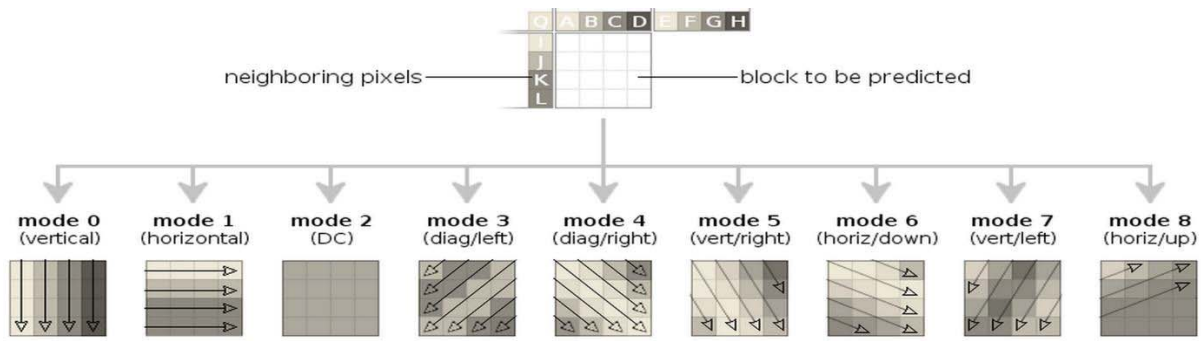 Q A B C D E F G H
I
J
K
L
neighboring pixels
block to be predicted
mode 0
(vertical)
mode 1
(horizontal)
mode 2
(DC)
mode 3
(diag/left)
mode 4
(diag/right)
mode 5
(vert/right)
mode 6
(horiz/down)
mode 7
(vert/left)
mode 8
(horiz/up)